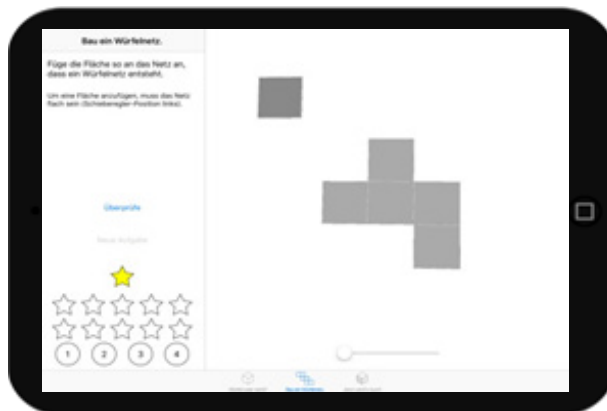 Bau ein Würfelnetz.
Füge die Fläche so an das Netz an,
dass ein Würfelnetz entsteht.
Um eine Fläche anzufügen, muss das Netz
flach sein (Schieberegler-Position links).
Überprüfe
Neue Aufgabe
1 2 3 4